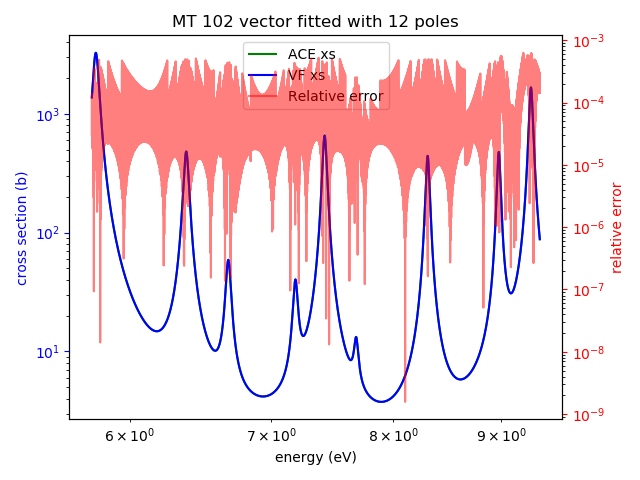 MT 102 vector fitted with 12 poles
ACE xs
VF xs
Relative error
cross section (b)
10³
10²
10¹
10⁻³
10⁻⁴
10⁻⁵
10⁻⁶
10⁻⁷
10⁻⁸
10⁻⁹
relative error
6 × 10⁰ 7 × 10⁰ 8 × 10⁰ 9 × 10⁰
energy (eV)